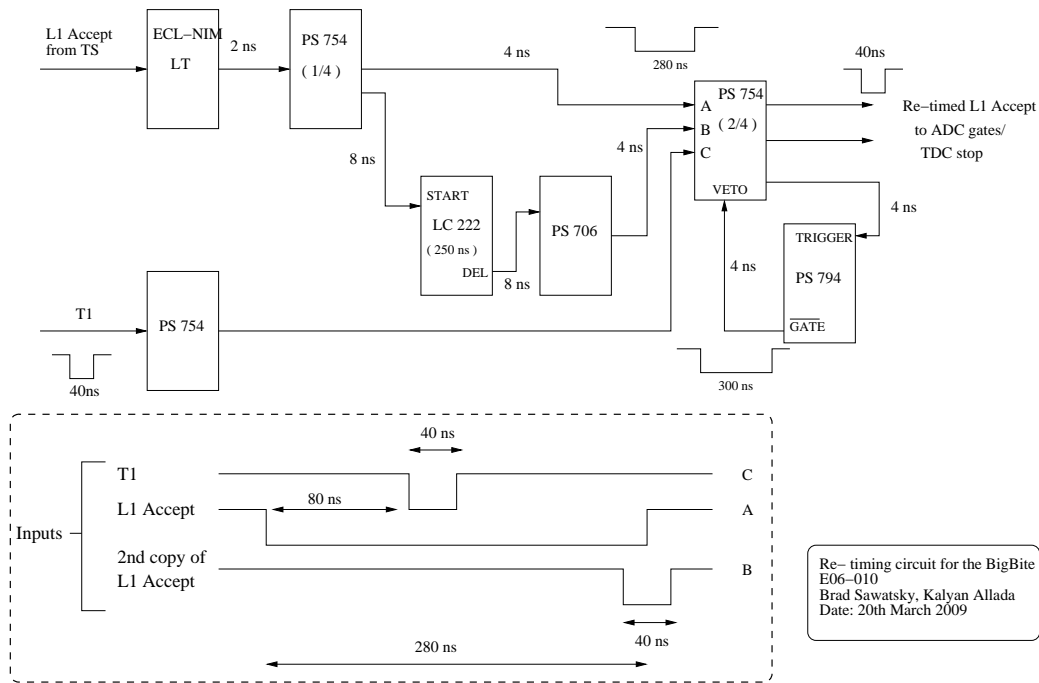 L1 Accept
from TS
ECL−NIM
LT
2 ns
PS 754
( 1/4)
4 ns
280 ns
40ns
PS 754
( 2/4)
A
B
C
VETO
Re−timed L1 Accept
to ADC gates/
TDC stop
8 ns
4 ns
START
LC 222
( 250 ns )
DEL
8 ns
PS 706
4 ns
TRIGGER
PS 794
GATE
4 ns
T1
PS 754
40ns
300 ns
40 ns
T1
C
L1 Accept
80 ns
A
Inputs
2nd copy of
L1 Accept
B
40 ns
280 ns
Re− timing circuit for the BigBite
E06−010
Brad Sawatsky, Kalyan Allada
Date: 20th March 2009